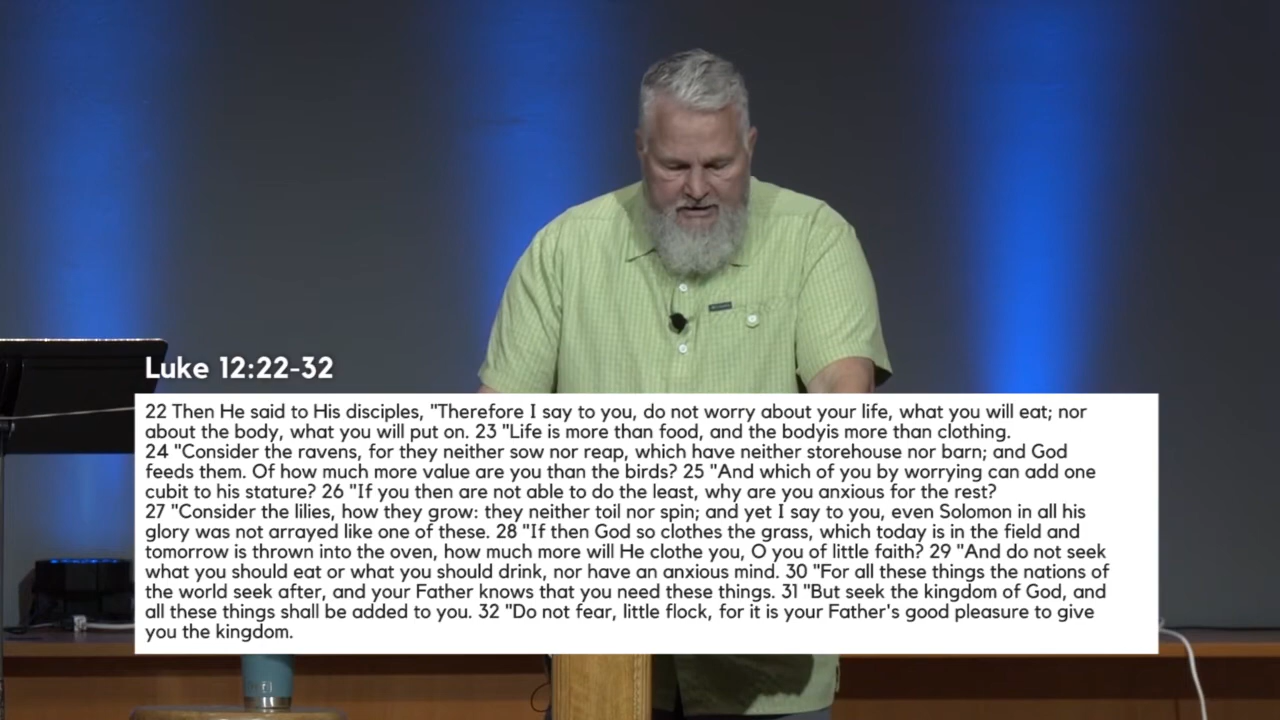 Luke 12:22-32
22 Then He said to His disciples, "Therefore I say to you, do not worry about your life, what you will eat; nor
about the body, what you will put on. 23 "Life is more than food, and the bodyis more than clothing.
24 "Consider the ravens, for they neither sow nor reap, which have neither storehouse nor barn; and God
feeds them. Of how much more value are you than the birds? 25 "And which of you by worrying can add one
cubit to his stature? 26 "If you then are not able to do the least, why are you anxious for the rest?
27 "Consider the lilies, how they grow: they neither toil nor spin; and yet I say to you, even Solomon in all his
glory was not arrayed like one of these. 28 "If then God so clothes the grass, which today is in the field and
tomorrow is thrown into the oven, how much more will He clothe you, O you of little faith? 29 "And do not seek
what you should eat or what you should drink, nor have an anxious mind. 30 "For all these things the nations of
the world seek after, and your Father knows that you need these things. 31 "But seek the kingdom of God, and
all these things shall be added to you. 32 "Do not fear, little flock, for it is your Father's good pleasure to give
you the kingdom.